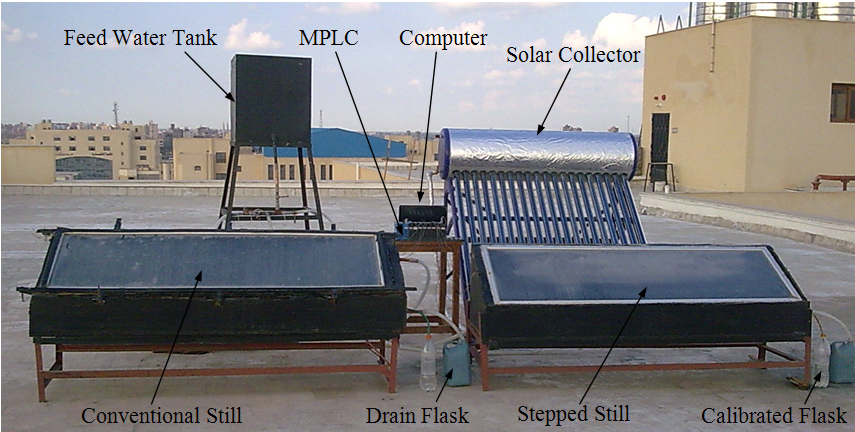 Feed Water Tank
MPLC
Computer
Solar Collector
Conventional Still
Drain Flask
Stepped Still
Calibrated Flask